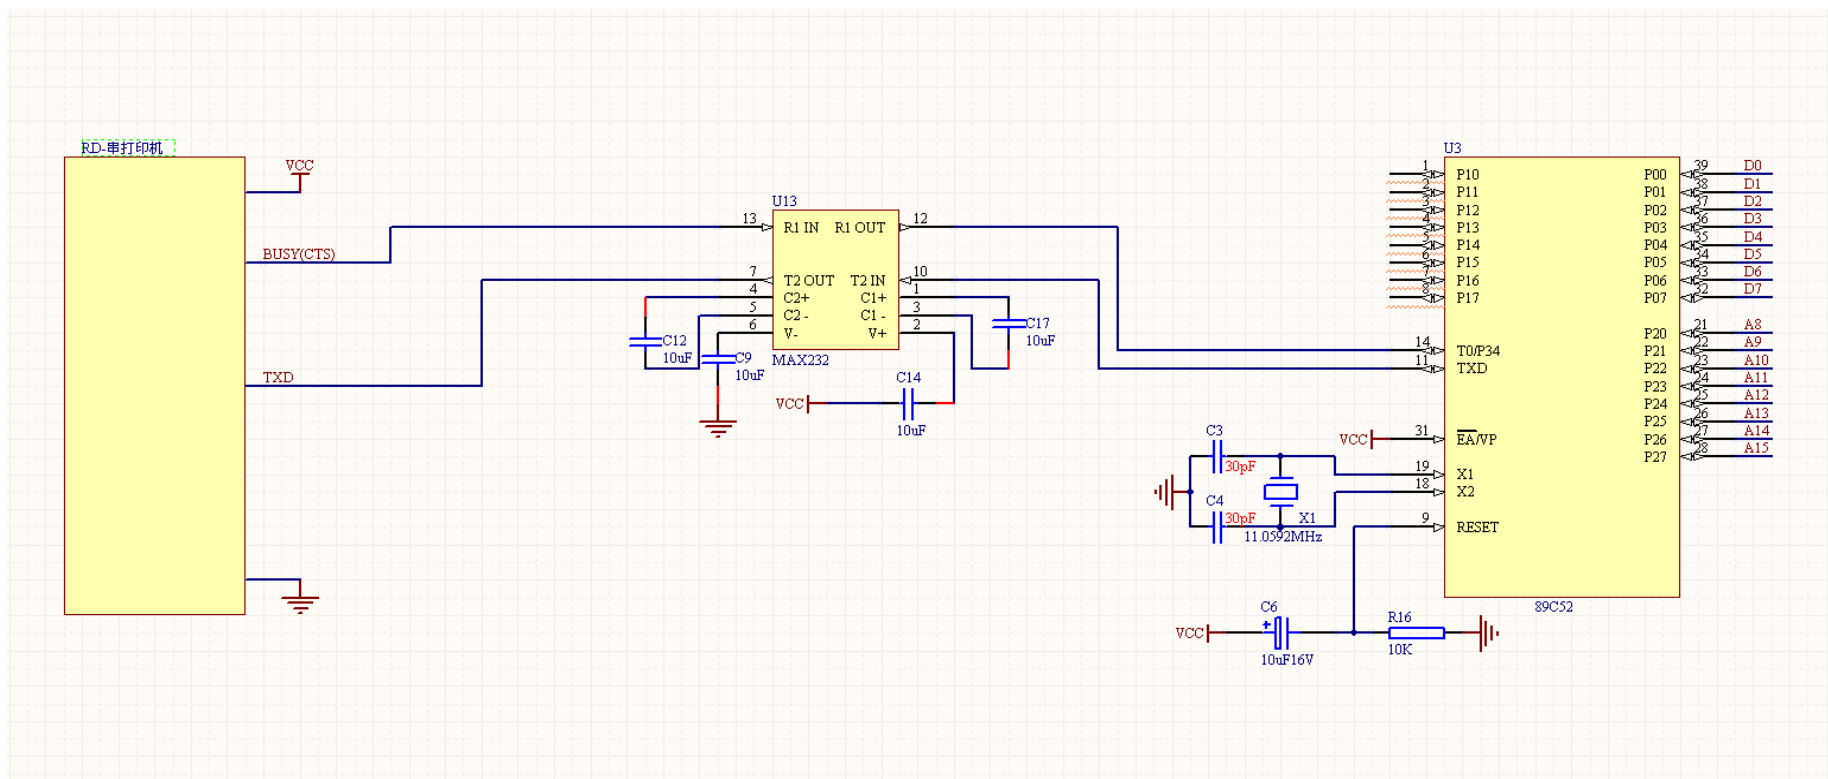 RD-串打印机
VCC
BUSY(CTS)
TXD
U13
13 R1 IN R1 OUT 12
7 T2 OUT T2 IN 10
4 C2+ C1+ 1
5 C2 - C1 - 3
6 V- V+ 2
MAX232
C12
10uF
C9
10uF
C17
10uF
C14
VCC
10uF
U3
1 P10 P00 39 D0
2 P11 P01 38 D1
3 P12 P02 37 D2
4 P13 P03 36 D3
5 P14 P04 35 D4
6 P15 P05 34 D5
7 P16 P06 33 D6
8 P17 P07 32 D7
P20 21 A8
14 T0/P34 P21 22 A9
11 TXD P22 23 A10
P23 24 A11
P24 25 A12
P25 26 A13
VCC 31 EA/VP P26 27 A14
P27 28 A15
19 X1
18 X2
9 RESET
89C52
C3
30pF
C4
30pF
X1
11.0592MHz
C6
VCC
+
10uF16V
R16
10K